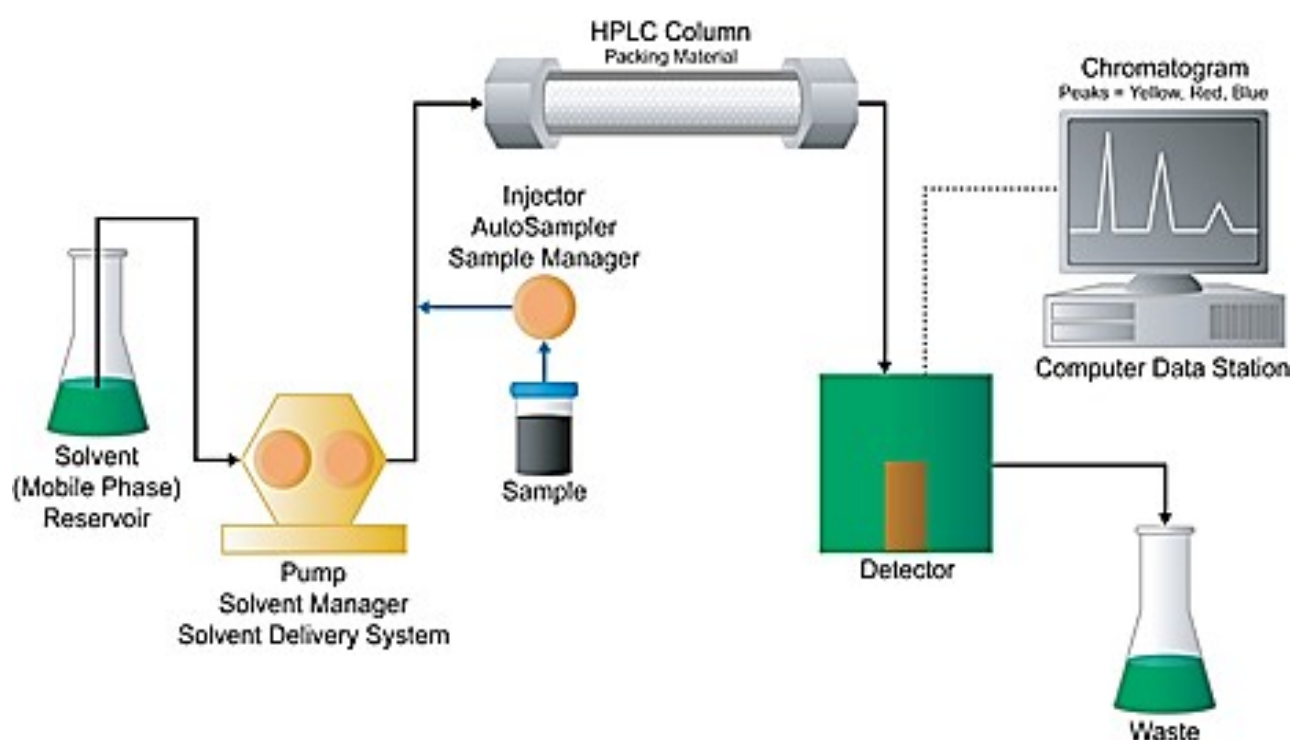 HPLC Column
Packing Material
Chromatogram
Peaks = Yellow, Red, Blue
Injector
AutoSampler
Sample Manager
Computer Data Station
Solvent
(Mobile Phase)
Reservoir
Sample
Pump
Solvent Manager
Solvent Delivery System
Detector
Waste